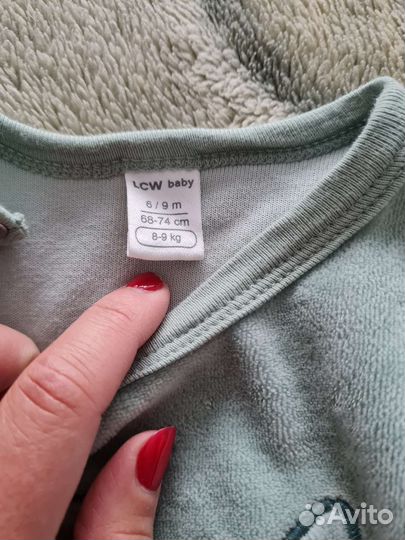 LCW baby
6 / 9 m
68-74 cm
8-9 kg
Avito